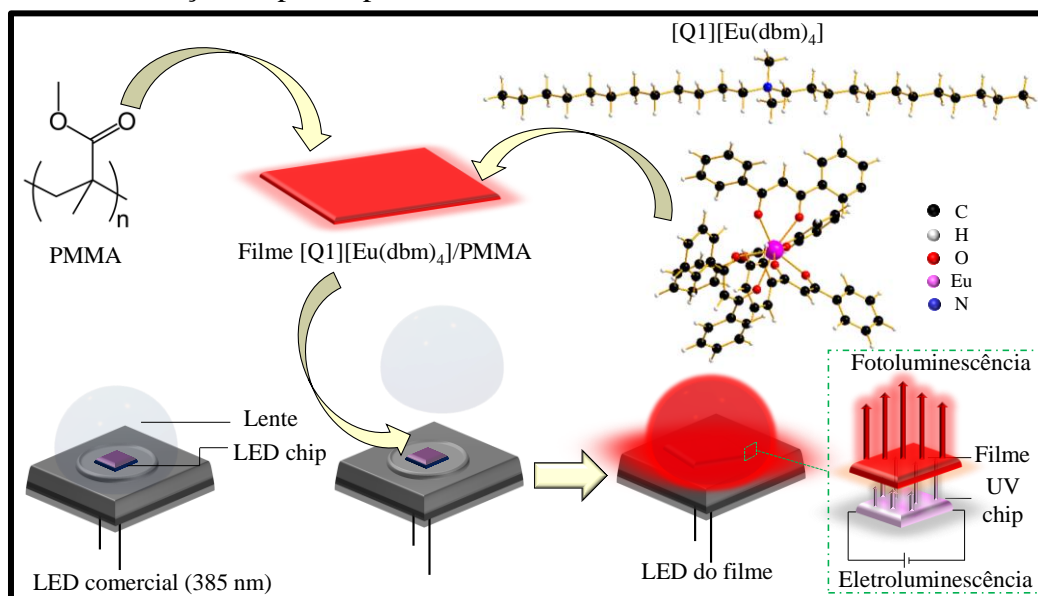 [Q1][Eu(dbm)4]
O
O
n
PMMA
Filme [Q1][Eu(dbm)4]/PMMA
C
H
O
Eu
N
Lente
LED chip
LED comercial (385 nm)
LED do filme
Fotoluminescência
Filme
UV
chip
Eletroluminescência